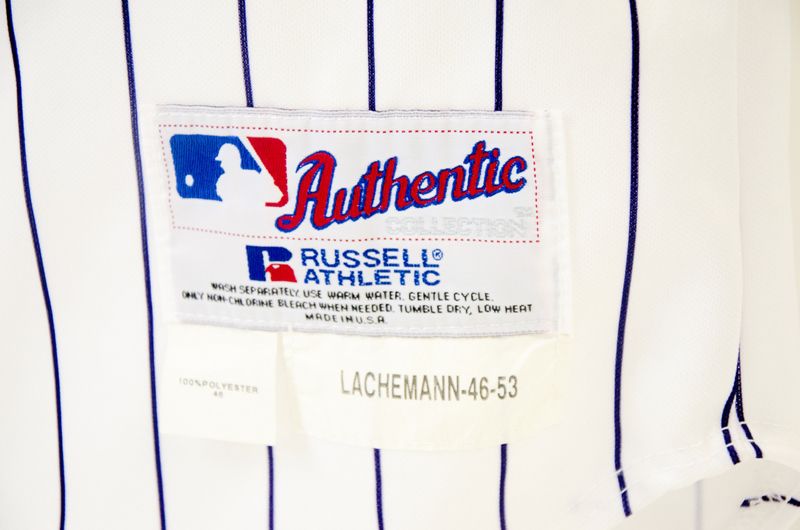 Authentic
COLLECTION™
RUSSELL®
ATHLETIC
WASH SEPARATELY. USE WARM WATER. GENTLE CYCLE.
ONLY NON-CHLORINE BLEACH WHEN NEEDED. TUMBLE DRY, LOW HEAT
MADE IN U.S.A.
100% POLYESTER
46
LACHEMANN-46-53